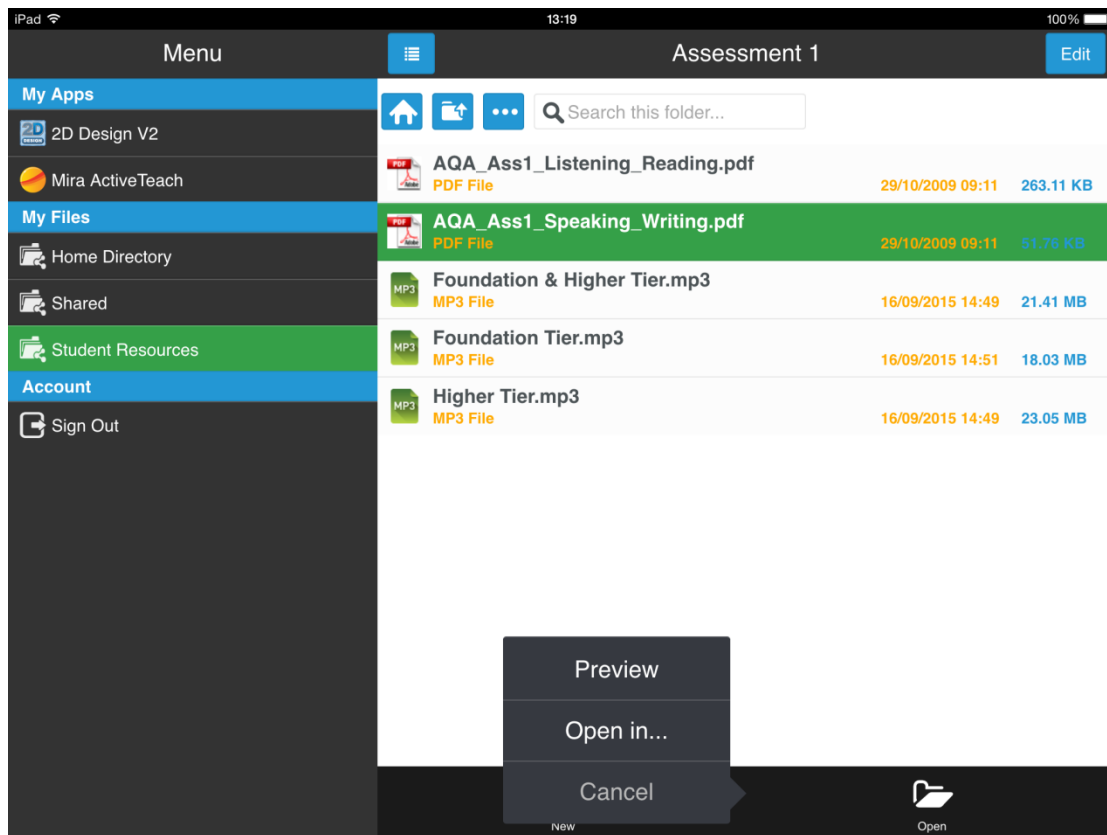 iPad 13:19 100%
Menu Assessment 1 Edit
My Apps
2D Design V2
Mira ActiveTeach
My Files
Home Directory
Shared
Student Resources
Account
Sign Out
Search this folder...
AQA_Ass1_Listening_Reading.pdf
PDF File 29/10/2009 09:11 263.11 KB
AQA_Ass1_Speaking_Writing.pdf
PDF File 29/10/2009 09:11 51.76 KB
Foundation & Higher Tier.mp3
MP3 File 16/09/2015 14:49 21.41 MB
Foundation Tier.mp3
MP3 File 16/09/2015 14:51 18.03 MB
Higher Tier.mp3
MP3 File 16/09/2015 14:49 23.05 MB
Preview
Open in...
Cancel
New Open